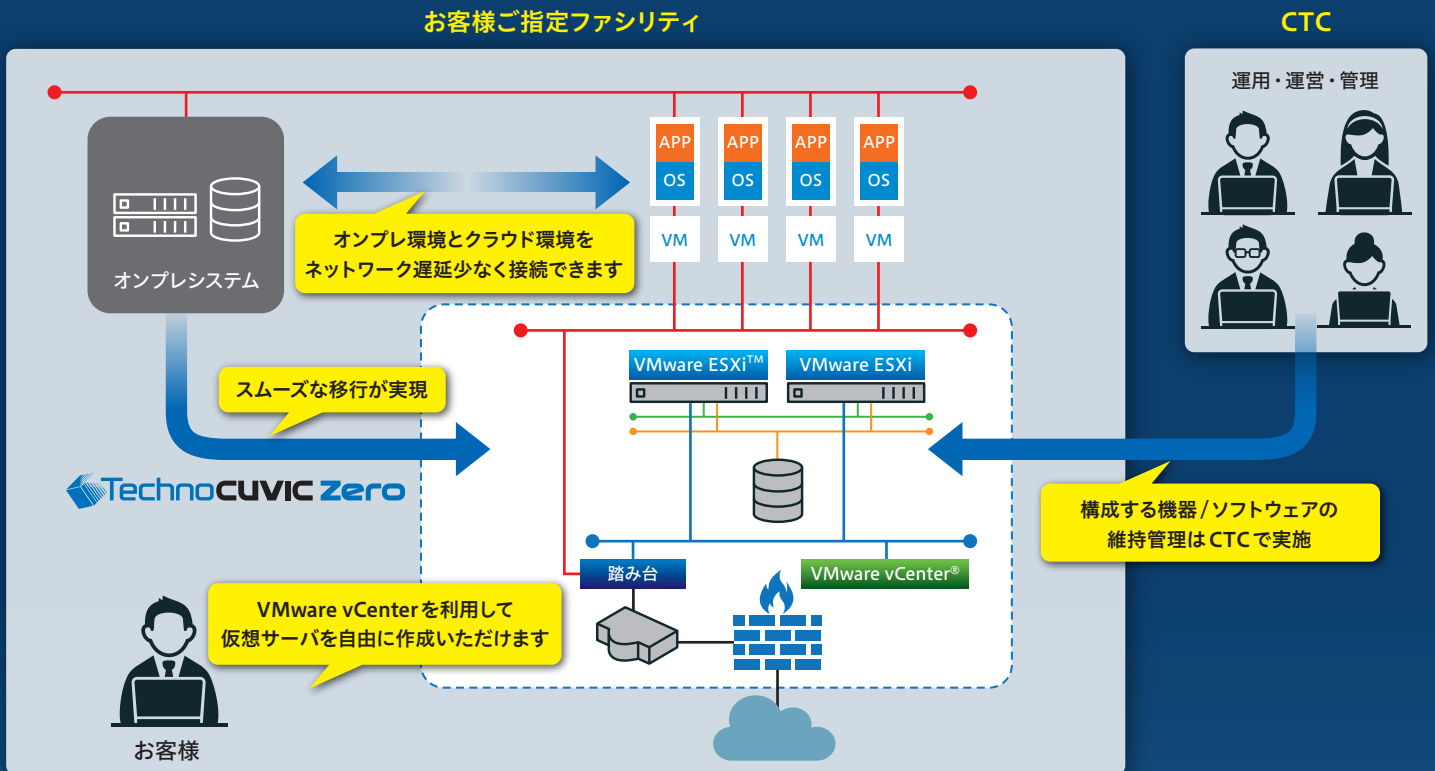 お客様ご指定ファシリティ
CTC
運用・運営・管理
APP
APP
APP
APP
OS
OS
OS
OS
VM
VM
VM
VM
オンプレシステム
オンプレ環境とクラウド環境を
ネットワーク遅延少なく接続できます
VMware ESXi™
VMware ESXi
スムーズな移行が実現
TechnoCUVIC Zero
構成する機器/ソフトウェアの
維持管理はCTCで実施
踏み台
VMware vCenter®
VMware vCenterを利用して
仮想サーバを自由に作成いただけます
お客様